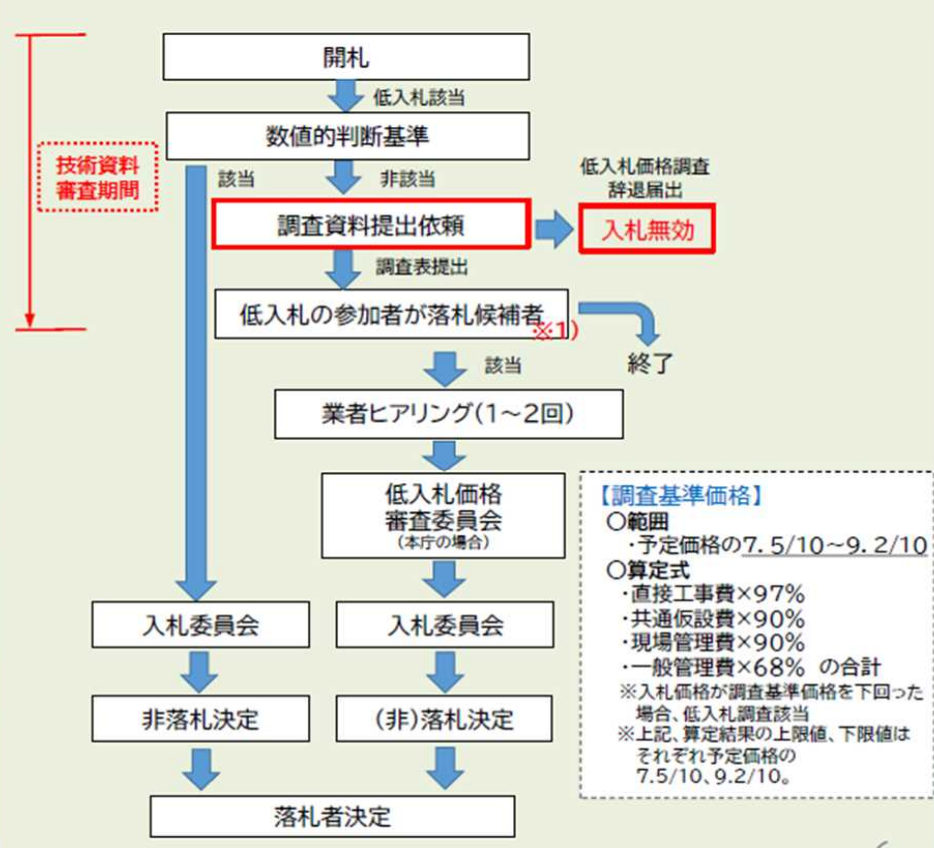 開札
低入札該当
数値的判断基準
技術資料
審査期間
該当
非該当
低入札価格調査
辞退届出
調査資料提出依頼
入札無効
調査表提出
低入札の参加者が落札候補者
※1)
終了
該当
業者ヒアリング(1～2回)
低入札価格
審査委員会
(本庁の場合)
入札委員会
入札委員会
非落札決定
(非)落札決定
落札者決定
【調査基準価格】
〇範囲
・予定価格の7．5/10～9．2/10
〇算定式
・直接工事費×97%
・共通仮設費×90%
・現場管理費×90%
・一般管理費×68% の合計
※入札価格が調査基準価格を下回った
場合、低入札調査該当
※上記、算定結果の上限値、下限値は
それぞれ予定価格の
7.5/10、9.2/10。